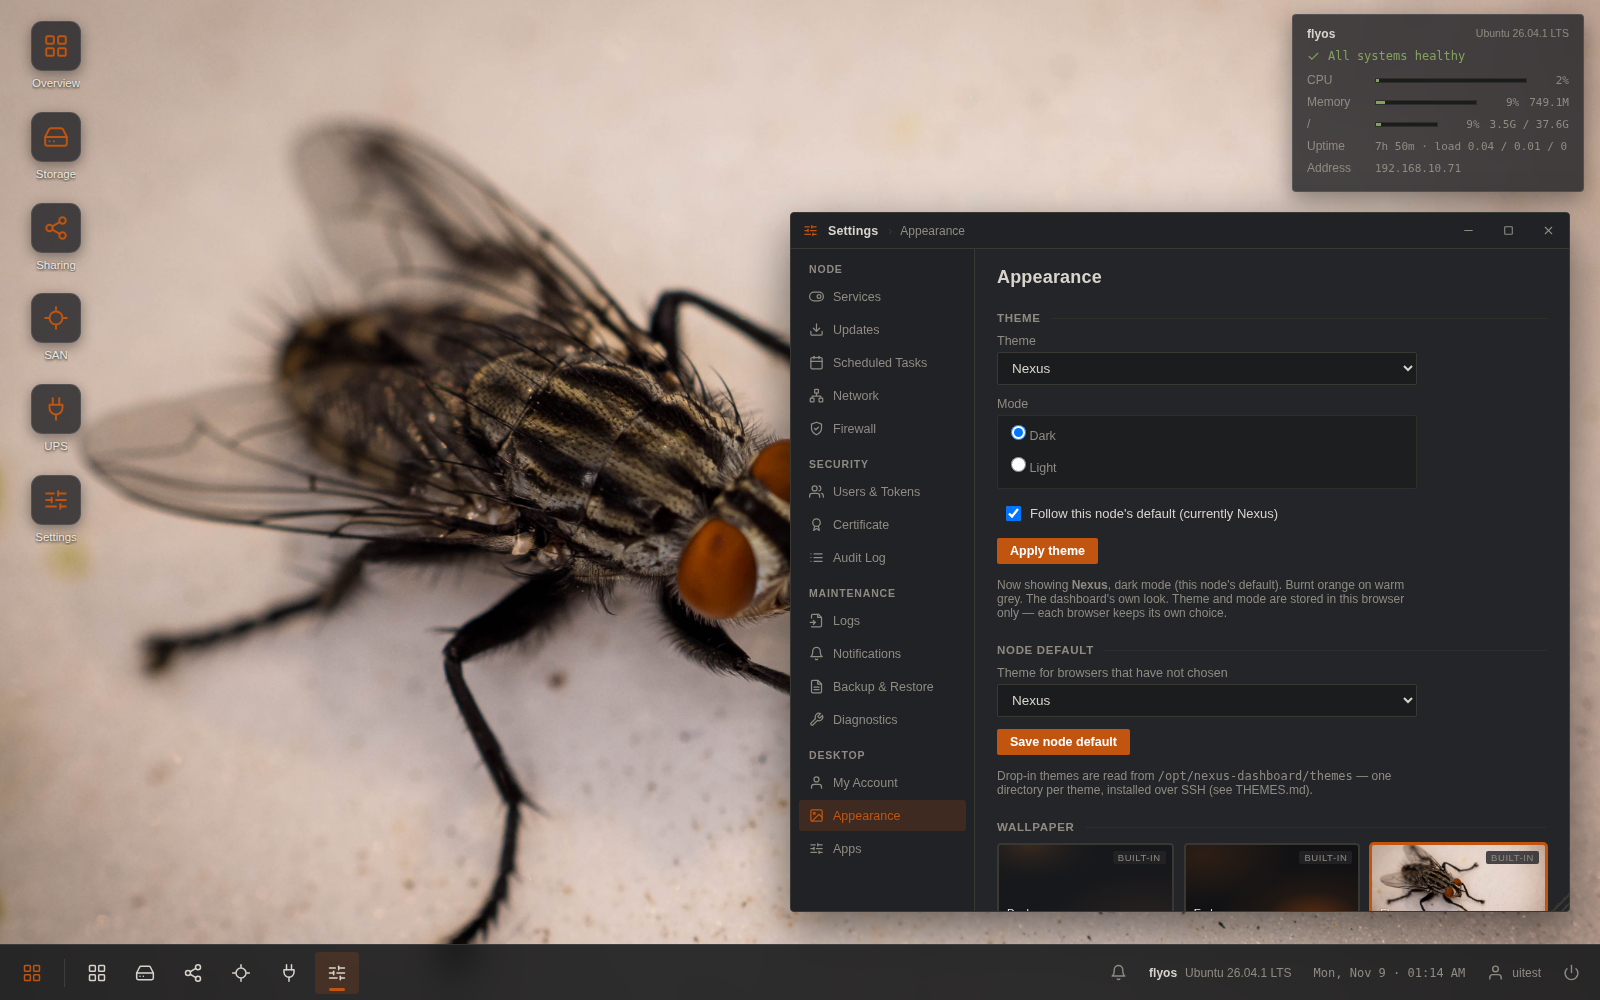 Overview
Storage
Sharing
SAN
UPS
Settings
flyos Ubuntu 26.04.1 LTS
All systems healthy
CPU 2%
Memory 9% 749.1M
/ 9% 3.5G / 37.6G
Uptime 7h 50m · load 0.04 / 0.01 / 0
Address 192.168.10.71
Settings › Appearance
NODE
Services
Updates
Scheduled Tasks
Network
Firewall
SECURITY
Users & Tokens
Certificate
Audit Log
MAINTENANCE
Logs
Notifications
Backup & Restore
Diagnostics
DESKTOP
My Account
Appearance
Apps
Appearance
THEME
Theme
Nexus
Mode
Dark
Light
Follow this node's default (currently Nexus)
Apply theme
Now showing Nexus, dark mode (this node's default). Burnt orange on warm
grey. The dashboard's own look. Theme and mode are stored in this browser
only — each browser keeps its own choice.
NODE DEFAULT
Theme for browsers that have not chosen
Nexus
Save node default
Drop-in themes are read from /opt/nexus-dashboard/themes — one
directory per theme, installed over SSH (see THEMES.md).
WALLPAPER
BUILT-IN
BUILT-IN
BUILT-IN
flyos Ubuntu 26.04.1 LTS Mon, Nov 9 · 01:14 AM uitest